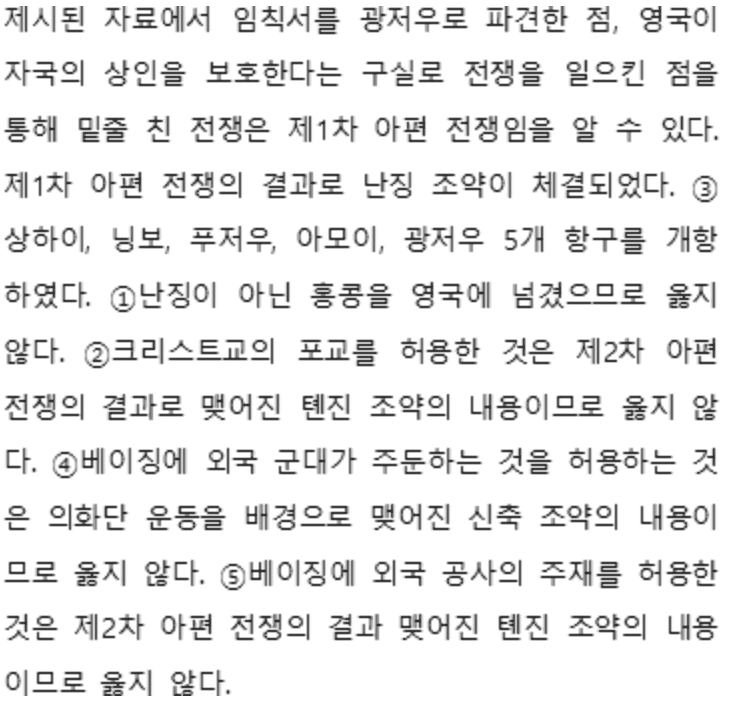 제시된 자료에서 임칙서를 광저우로 파견한 점, 영국이
자국의 상인을 보호한다는 구실로 전쟁을 일으킨 점을
통해 밑줄 친 전쟁은 제1차 아편 전쟁임을 알 수 있다.
제1차 아편 전쟁의 결과로 난징 조약이 체결되었다. ③
상하이, 닝보, 푸저우, 아모이, 광저우 5개 항구를 개항
하였다. ①난징이 아닌 홍콩을 영국에 넘겼으므로 옳지
않다. ②크리스트교의 포교를 허용한 것은 제2차 아편
전쟁의 결과로 맺어진 톈진 조약의 내용이므로 옳지 않
다. ④베이징에 외국 군대가 주둔하는 것을 허용하는 것
은 의화단 운동을 배경으로 맺어진 신축 조약의 내용이
므로 옳지 않다. ⑤베이징에 외국 공사의 주재를 허용한
것은 제2차 아편 전쟁의 결과 맺어진 톈진 조약의 내용
이므로 옳지 않다.